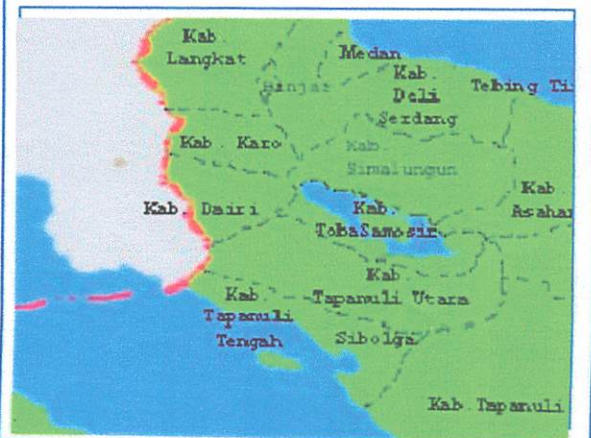 Kab.
Langkat
Medan
Binjai
Kab.
Deli
Serdang
Tebing Ti
Kab. Karo
Kab.
Simalungun
Kab.
Asahan
Kab. Dairi
Kab.
TobaSamosir
Kab.
Tapanuli Utara
Kab.
Tapanuli
Tengah
Sibolga
Kab. Tapanuli